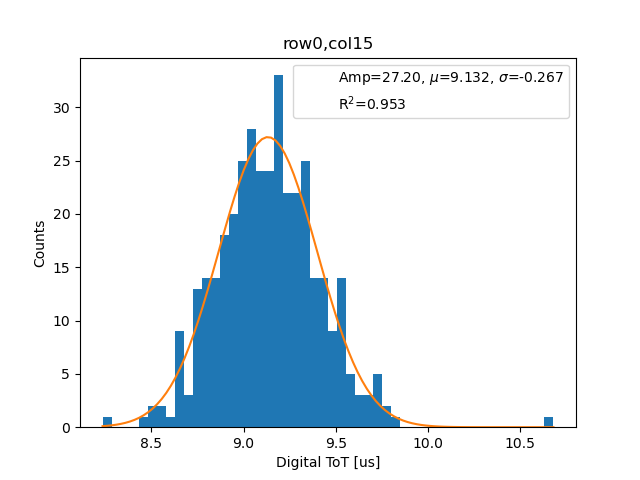 row0,col15
Amp=27.20, μ=9.132, σ=-0.267
R²=0.953
30
25
20
15
10
5
0
Counts
8.5 9.0 9.5 10.0 10.5
Digital ToT [us]